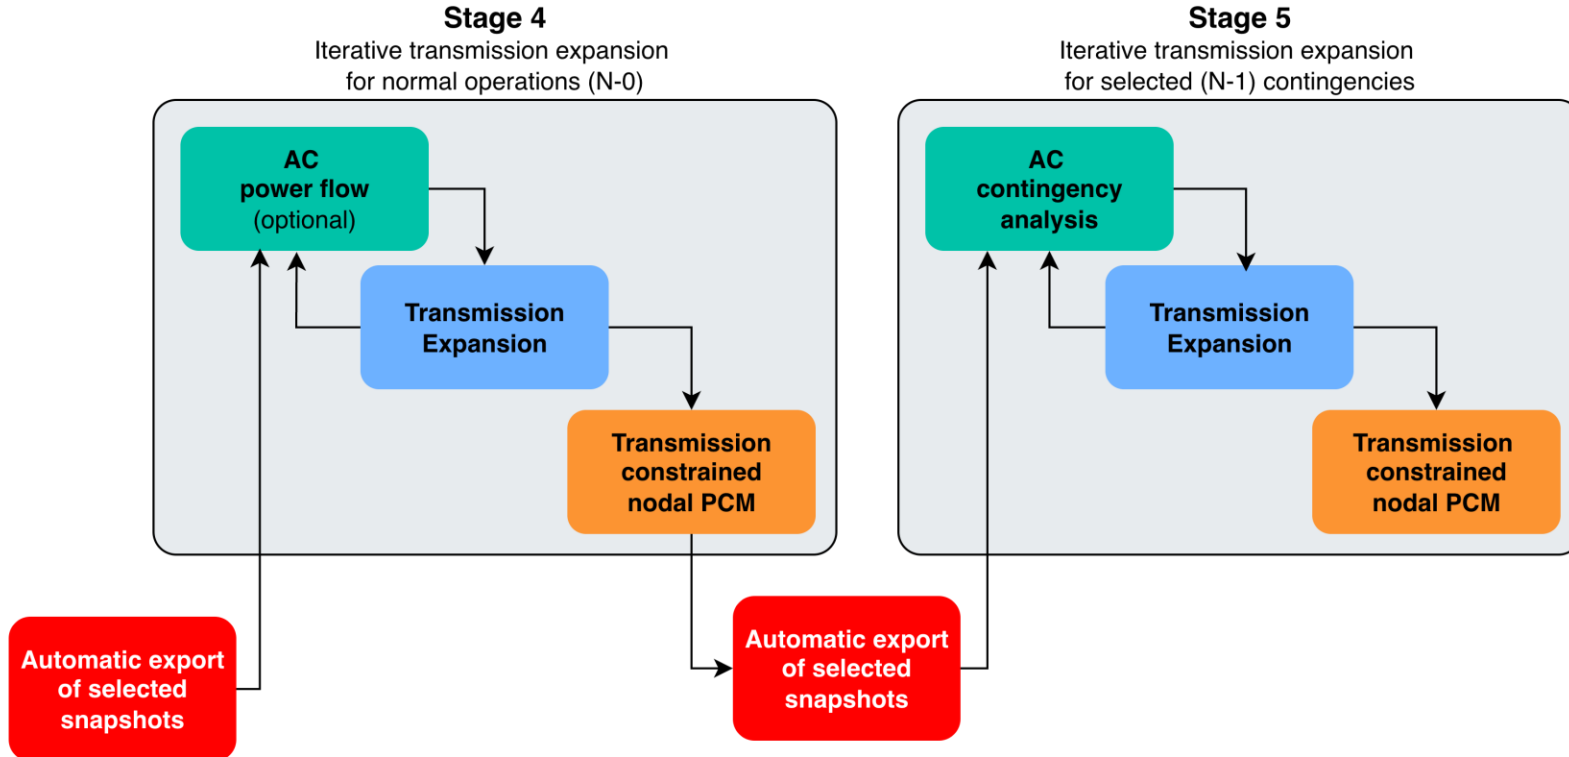 Stage 4
Iterative transmission expansion
for normal operations (N-0)
AC
power flow
(optional)
Transmission
Expansion
Transmission
constrained
nodal PCM
Automatic export
of selected
snapshots
Stage 5
Iterative transmission expansion
for selected (N-1) contingencies
AC
contingency
analysis
Transmission
Expansion
Transmission
constrained
nodal PCM
Automatic export
of selected
snapshots